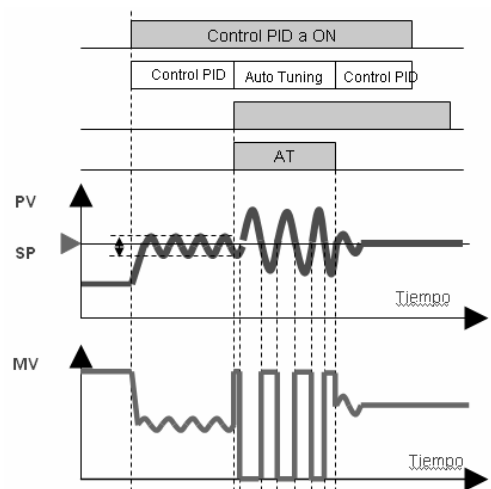 Control PID a ON
Control PID Auto Tuning Control PID
AT
PV
SP
Tiempo
MV
Tiempo